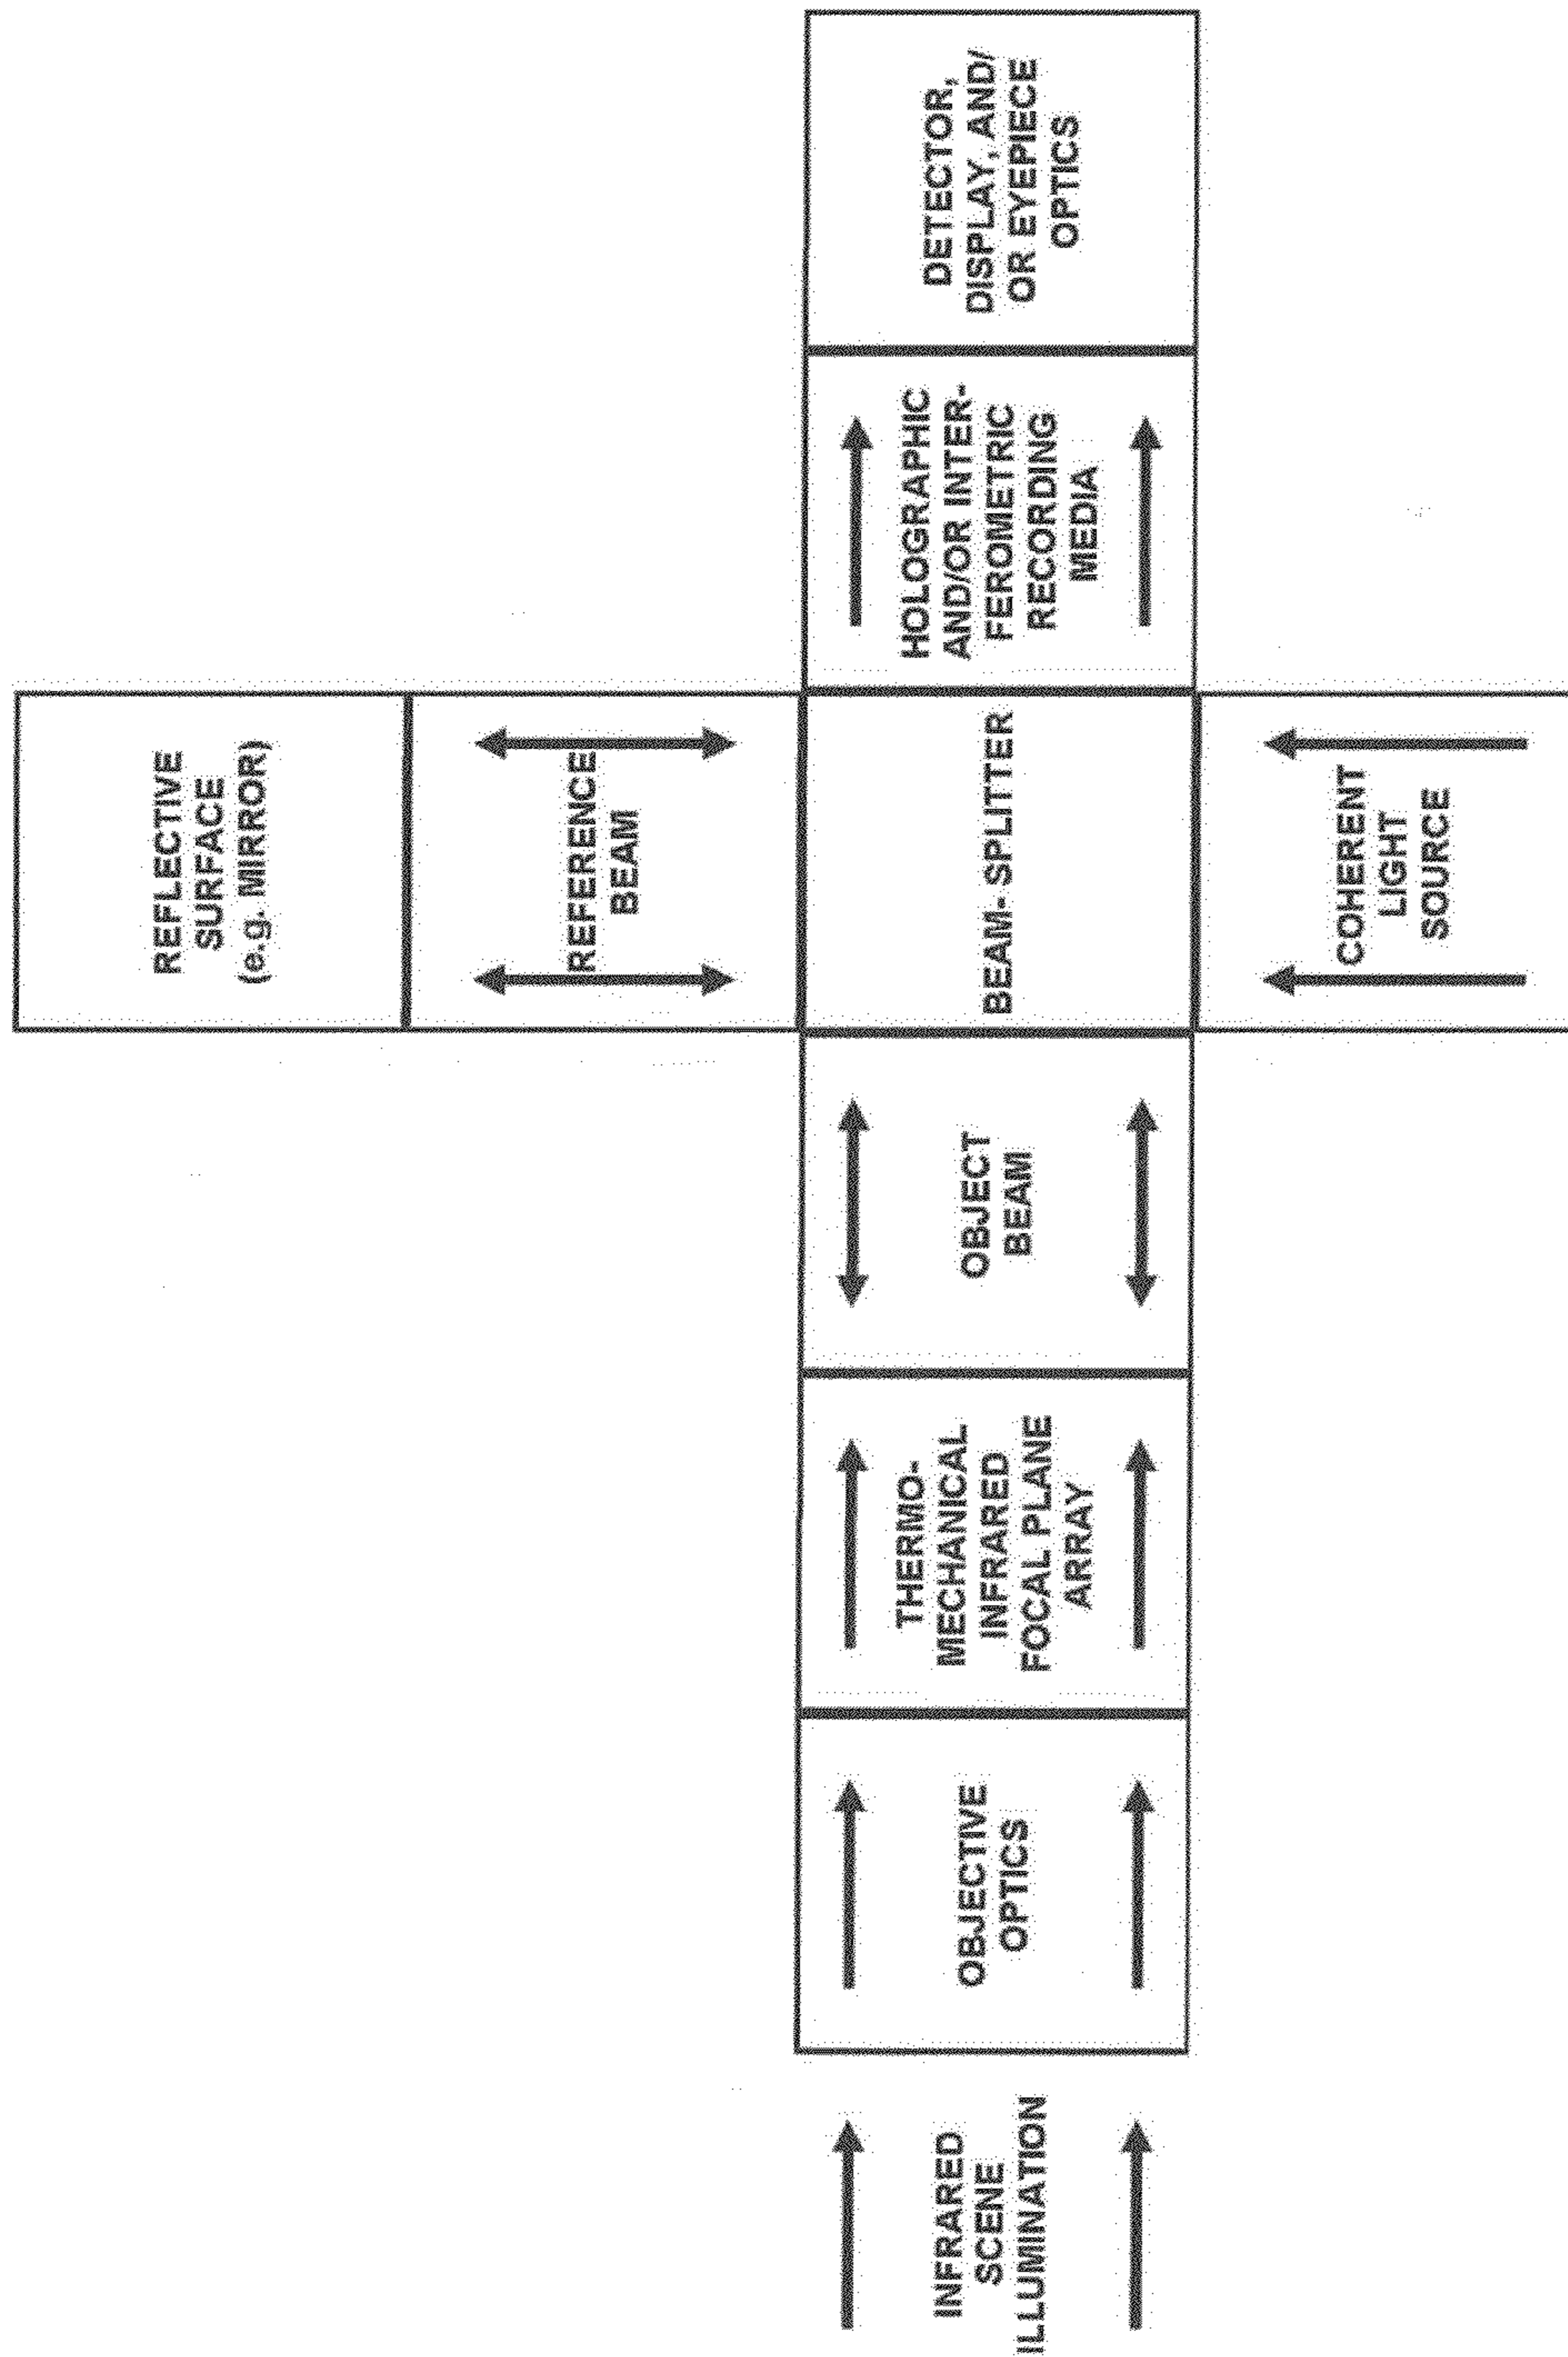 INFRARED
SCENE
ILLUMINATION
OBJECTIVE
OPTICS
THERMO-
MECHANICAL
INFRARED
FOCAL PLANE
ARRAY
OBJECT
BEAM
REFLECTIVE
SURFACE
(e.g. MIRROR)
REFERENCE
BEAM
BEAM- SPLITTER
COHERENT
LIGHT
SOURCE
HOLOGRAPHIC
AND/OR INTER-
FEROMETRIC
RECORDING
MEDIA
DETECTOR,
DISPLAY, AND/
OR EYEPIECE
OPTICS